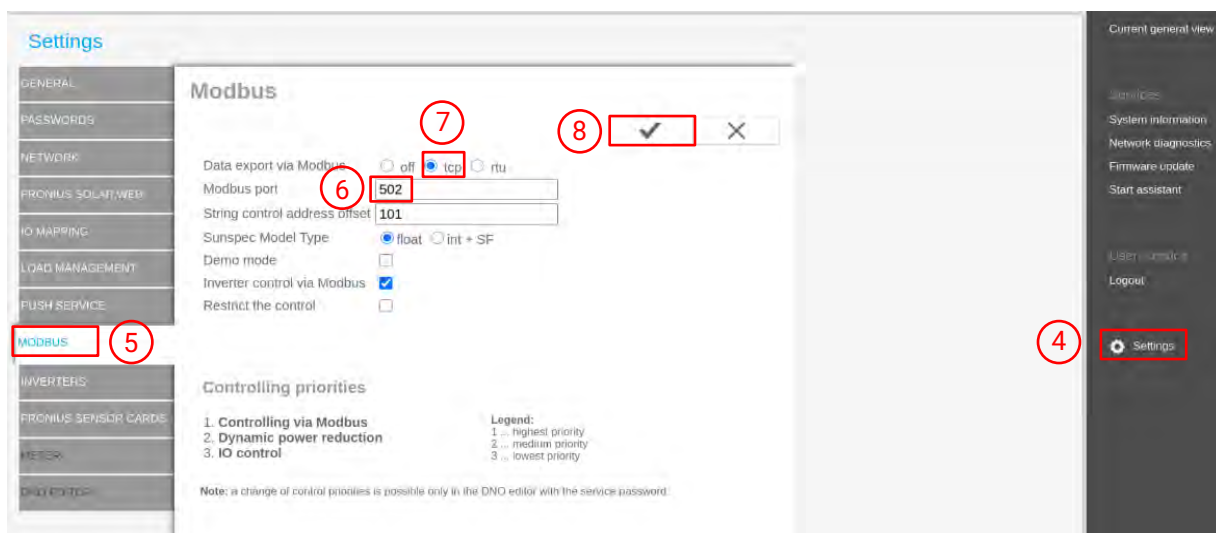 Settings
GENERAL
PASSWORDS
NETWORK
FRONIUS SOLAR.WEB
IO MAPPING
LOAD MANAGEMENT
PUSH SERVICE
MODBUS
5
INVERTERS
FRONIUS SENSOR CARDS
METER
DNO EDITOR
Modbus
7
8
Data export via Modbus off tcp rtu
Modbus port 6 502
String control address offset 101
Sunspec Model Type float int + SF
Demo mode
Inverter control via Modbus
Restrict the control
Controlling priorities
1. Controlling via Modbus
2. Dynamic power reduction
3. IO control
Legend:
1 ... highest priority
2 ... medium priority
3 ... lowest priority
Note: a change of control priorities is possible only in the DNO editor with the service password.
Current general view
Services
System information
Network diagnostics
Firmware update
Start assistant
Logout
4
Settings